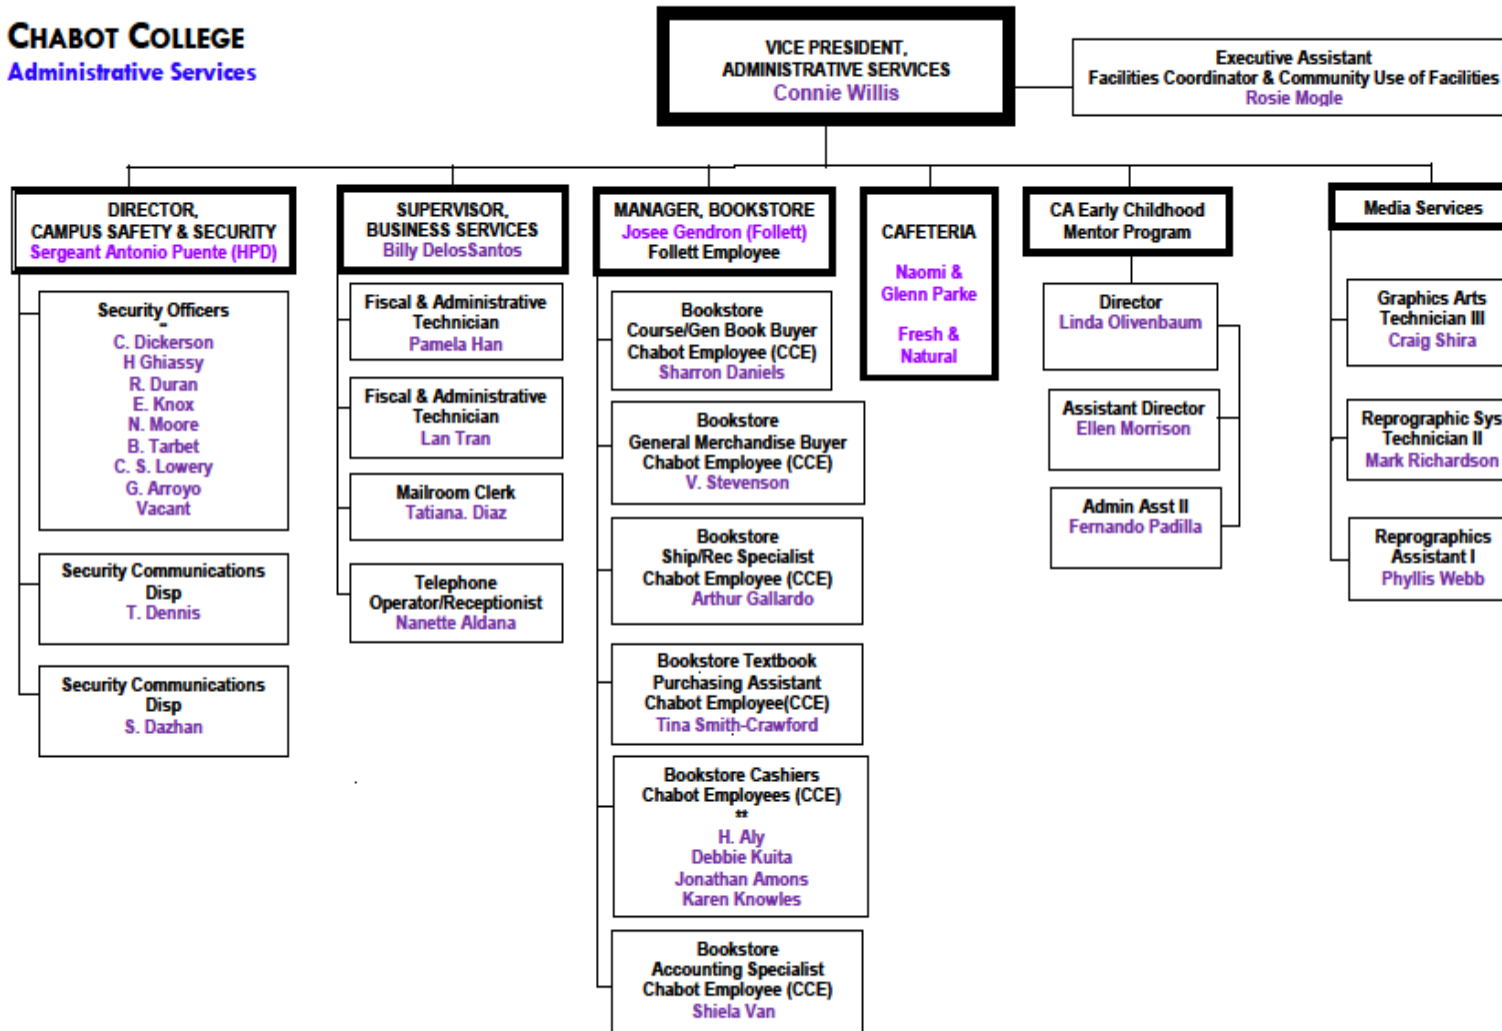 CHABOT COLLEGE
Administrative Services
VICE PRESIDENT,
ADMINISTRATIVE SERVICES
Connie Willis
Executive Assistant
Facilities Coordinator & Community Use of Facilities
Rosie Mogle
DIRECTOR,
CAMPUS SAFETY & SECURITY
Sergeant Antonio Puente (HPD)
Security Officers
**
C. Dickerson
H Ghiassy
R. Duran
E. Knox
N. Moore
B. Tarbet
C. S. Lowery
G. Arroyo
Vacant
Security Communications
Disp
T. Dennis
Security Communications
Disp
S. Dazhan
SUPERVISOR,
BUSINESS SERVICES
Billy DelosSantos
Fiscal & Administrative
Technician
Pamela Han
Fiscal & Administrative
Technician
Lan Tran
Mailroom Clerk
Tatiana. Diaz
Telephone
Operator/Receptionist
Nanette Aldana
MANAGER, BOOKSTORE
Josee Gendron (Follett)
Follett Employee
Bookstore
Course/Gen Book Buyer
Chabot Employee (CCE)
Sharron Daniels
Bookstore
General Merchandise Buyer
Chabot Employee (CCE)
V. Stevenson
Bookstore
Ship/Rec Specialist
Chabot Employee (CCE)
Arthur Gallardo
Bookstore Textbook
Purchasing Assistant
Chabot Employee(CCE)
Tina Smith-Crawford
Bookstore Cashiers
Chabot Employees (CCE)
**
H. Aly
Debbie Kuita
Jonathan Amons
Karen Knowles
Bookstore
Accounting Specialist
Chabot Employee (CCE)
Shiela Van
CAFETERIA
Naomi &
Glenn Parke
Fresh &
Natural
CA Early Childhood
Mentor Program
Director
Linda Olivenbaum
Assistant Director
Ellen Morrison
Admin Asst II
Fernando Padilla
Media Services
Graphics Arts
Technician III
Craig Shira
Reprographic Sys
Technician II
Mark Richardson
Reprographics
Assistant I
Phyllis Webb